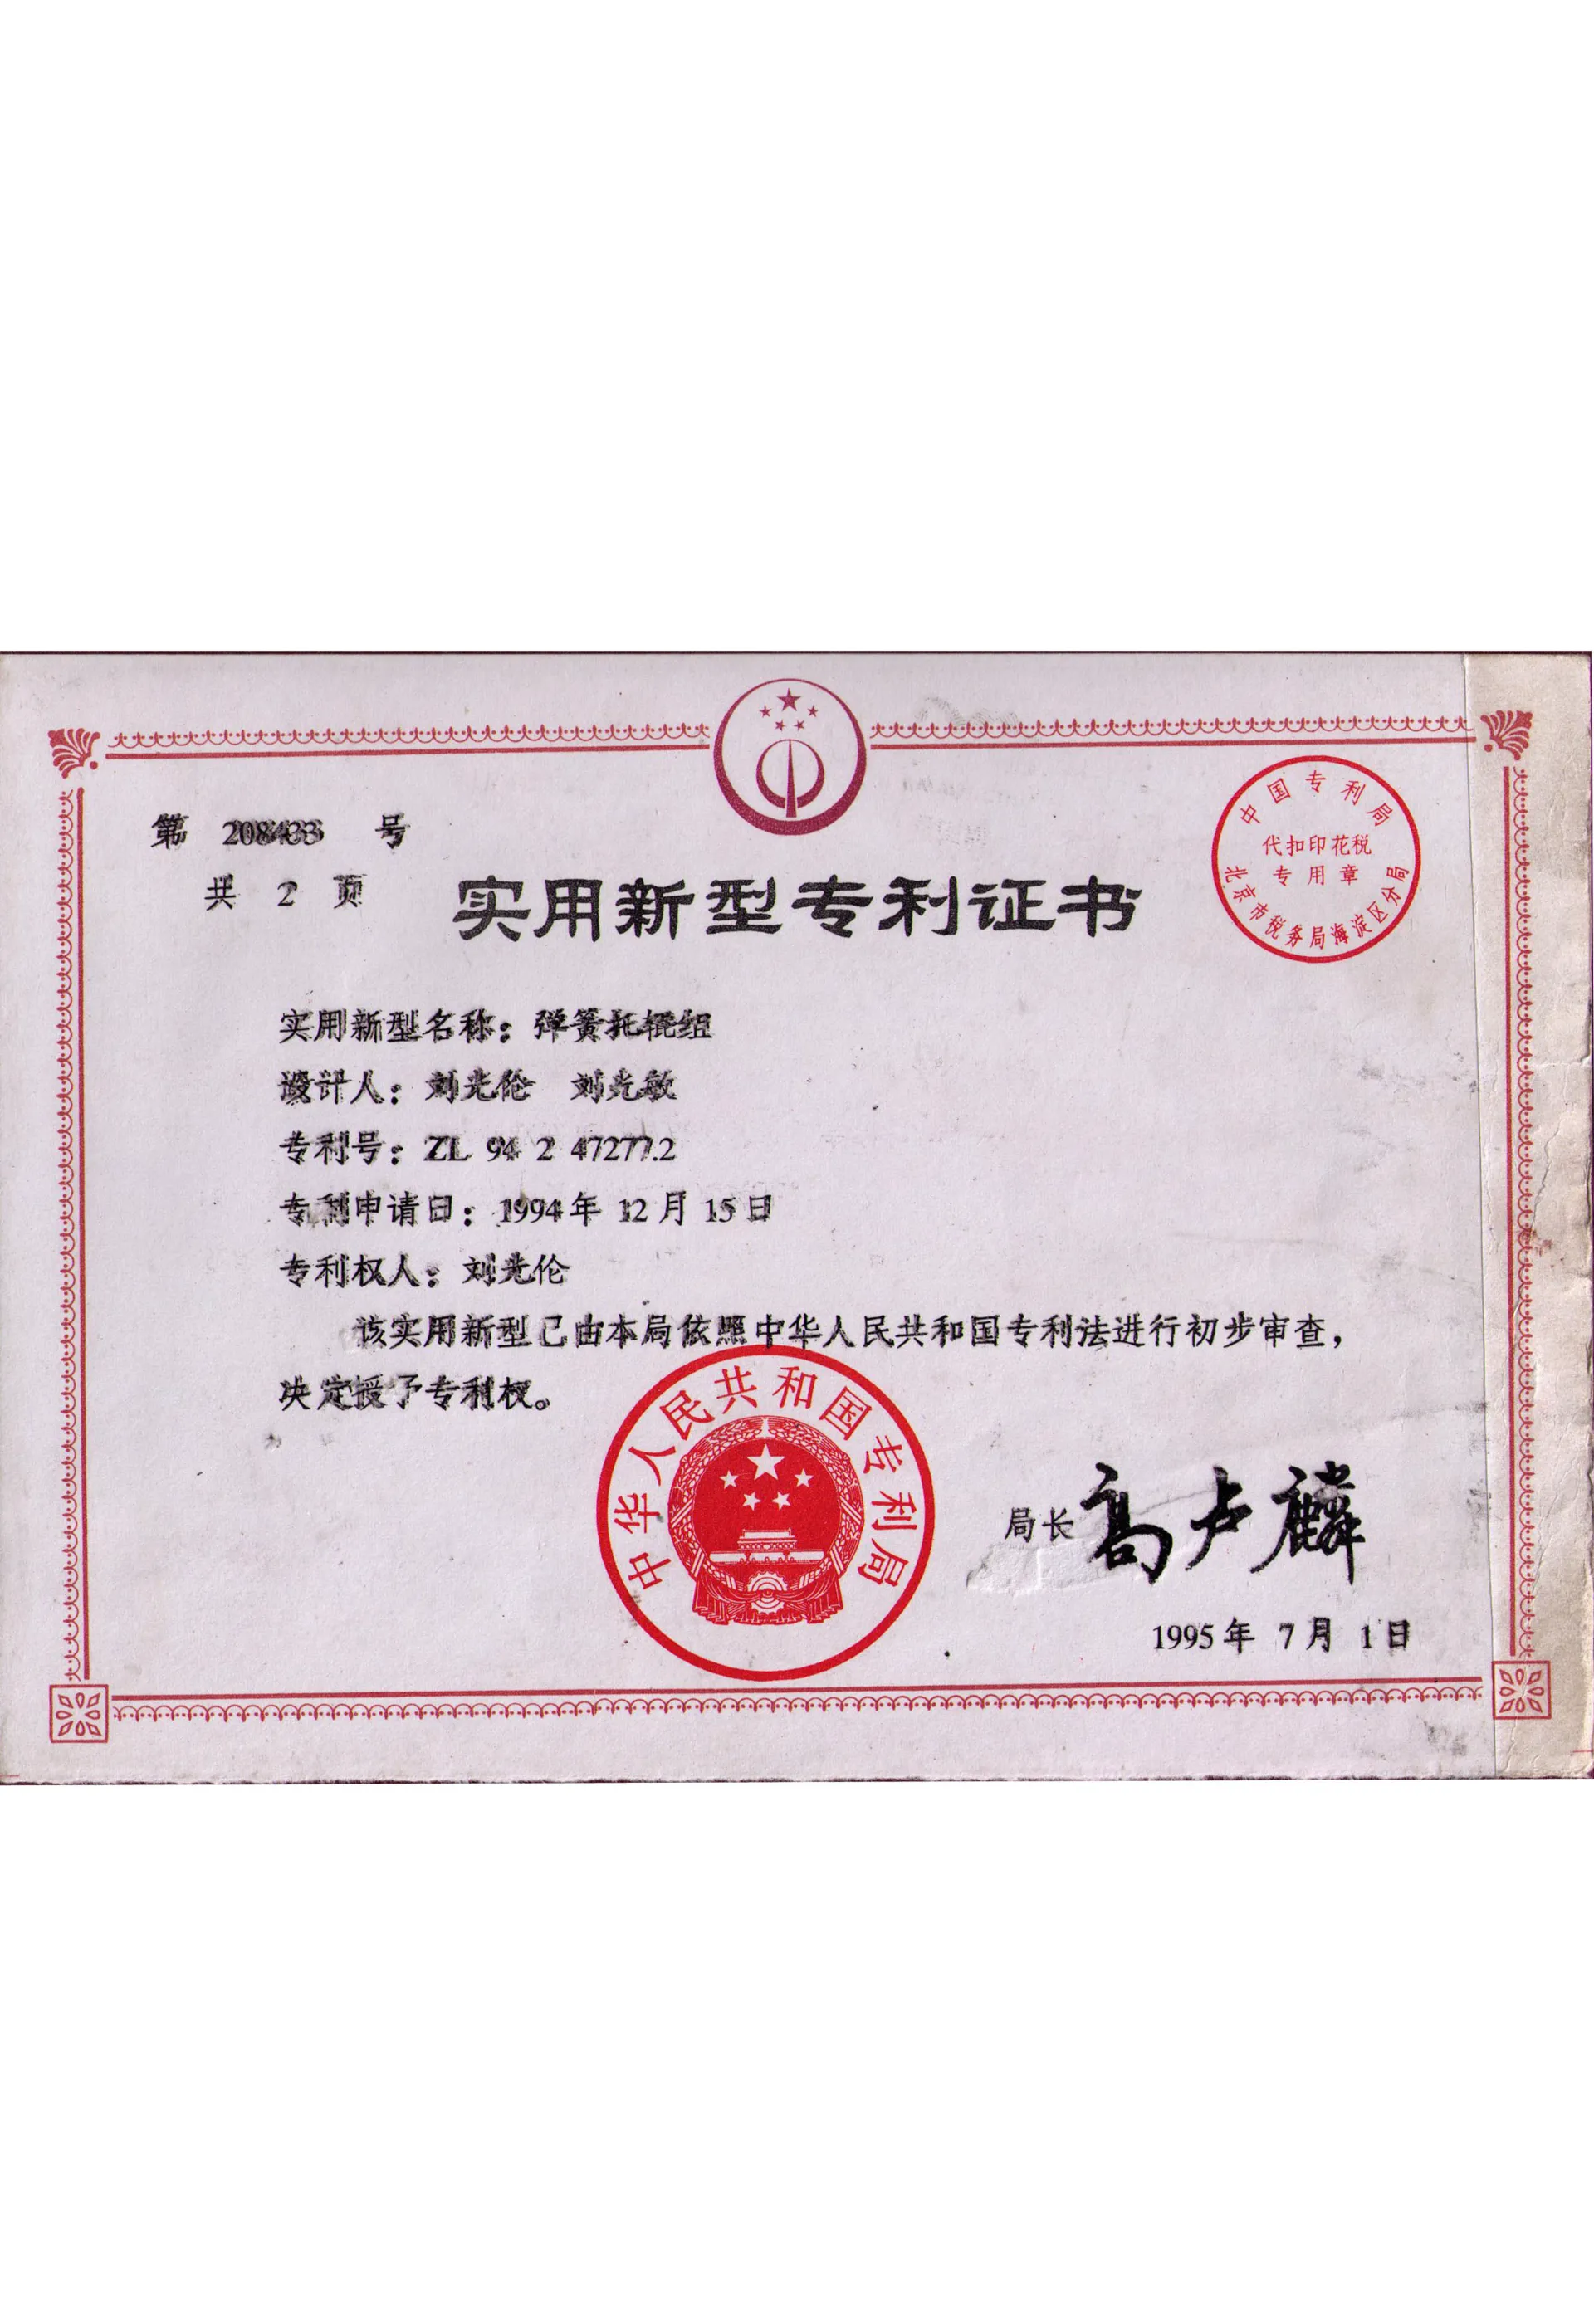 第 208433 号
共 2 页
中国专利局
代扣印花税
专用章
北京市税务局海淀区分局
实用新型专利证书
实用新型名称：弹簧托辊组
设计人：刘光伦 刘光敏
专利号：ZL 94 2 47277.2
专利申请日：1994年 12月 15日
专利权人：刘光伦
该实用新型已由本局依照中华人民共和国专利法进行初步审查，
决定授予专利权。
中华人民共和国专利局
局长 高卢麟
1995年 7月 1日